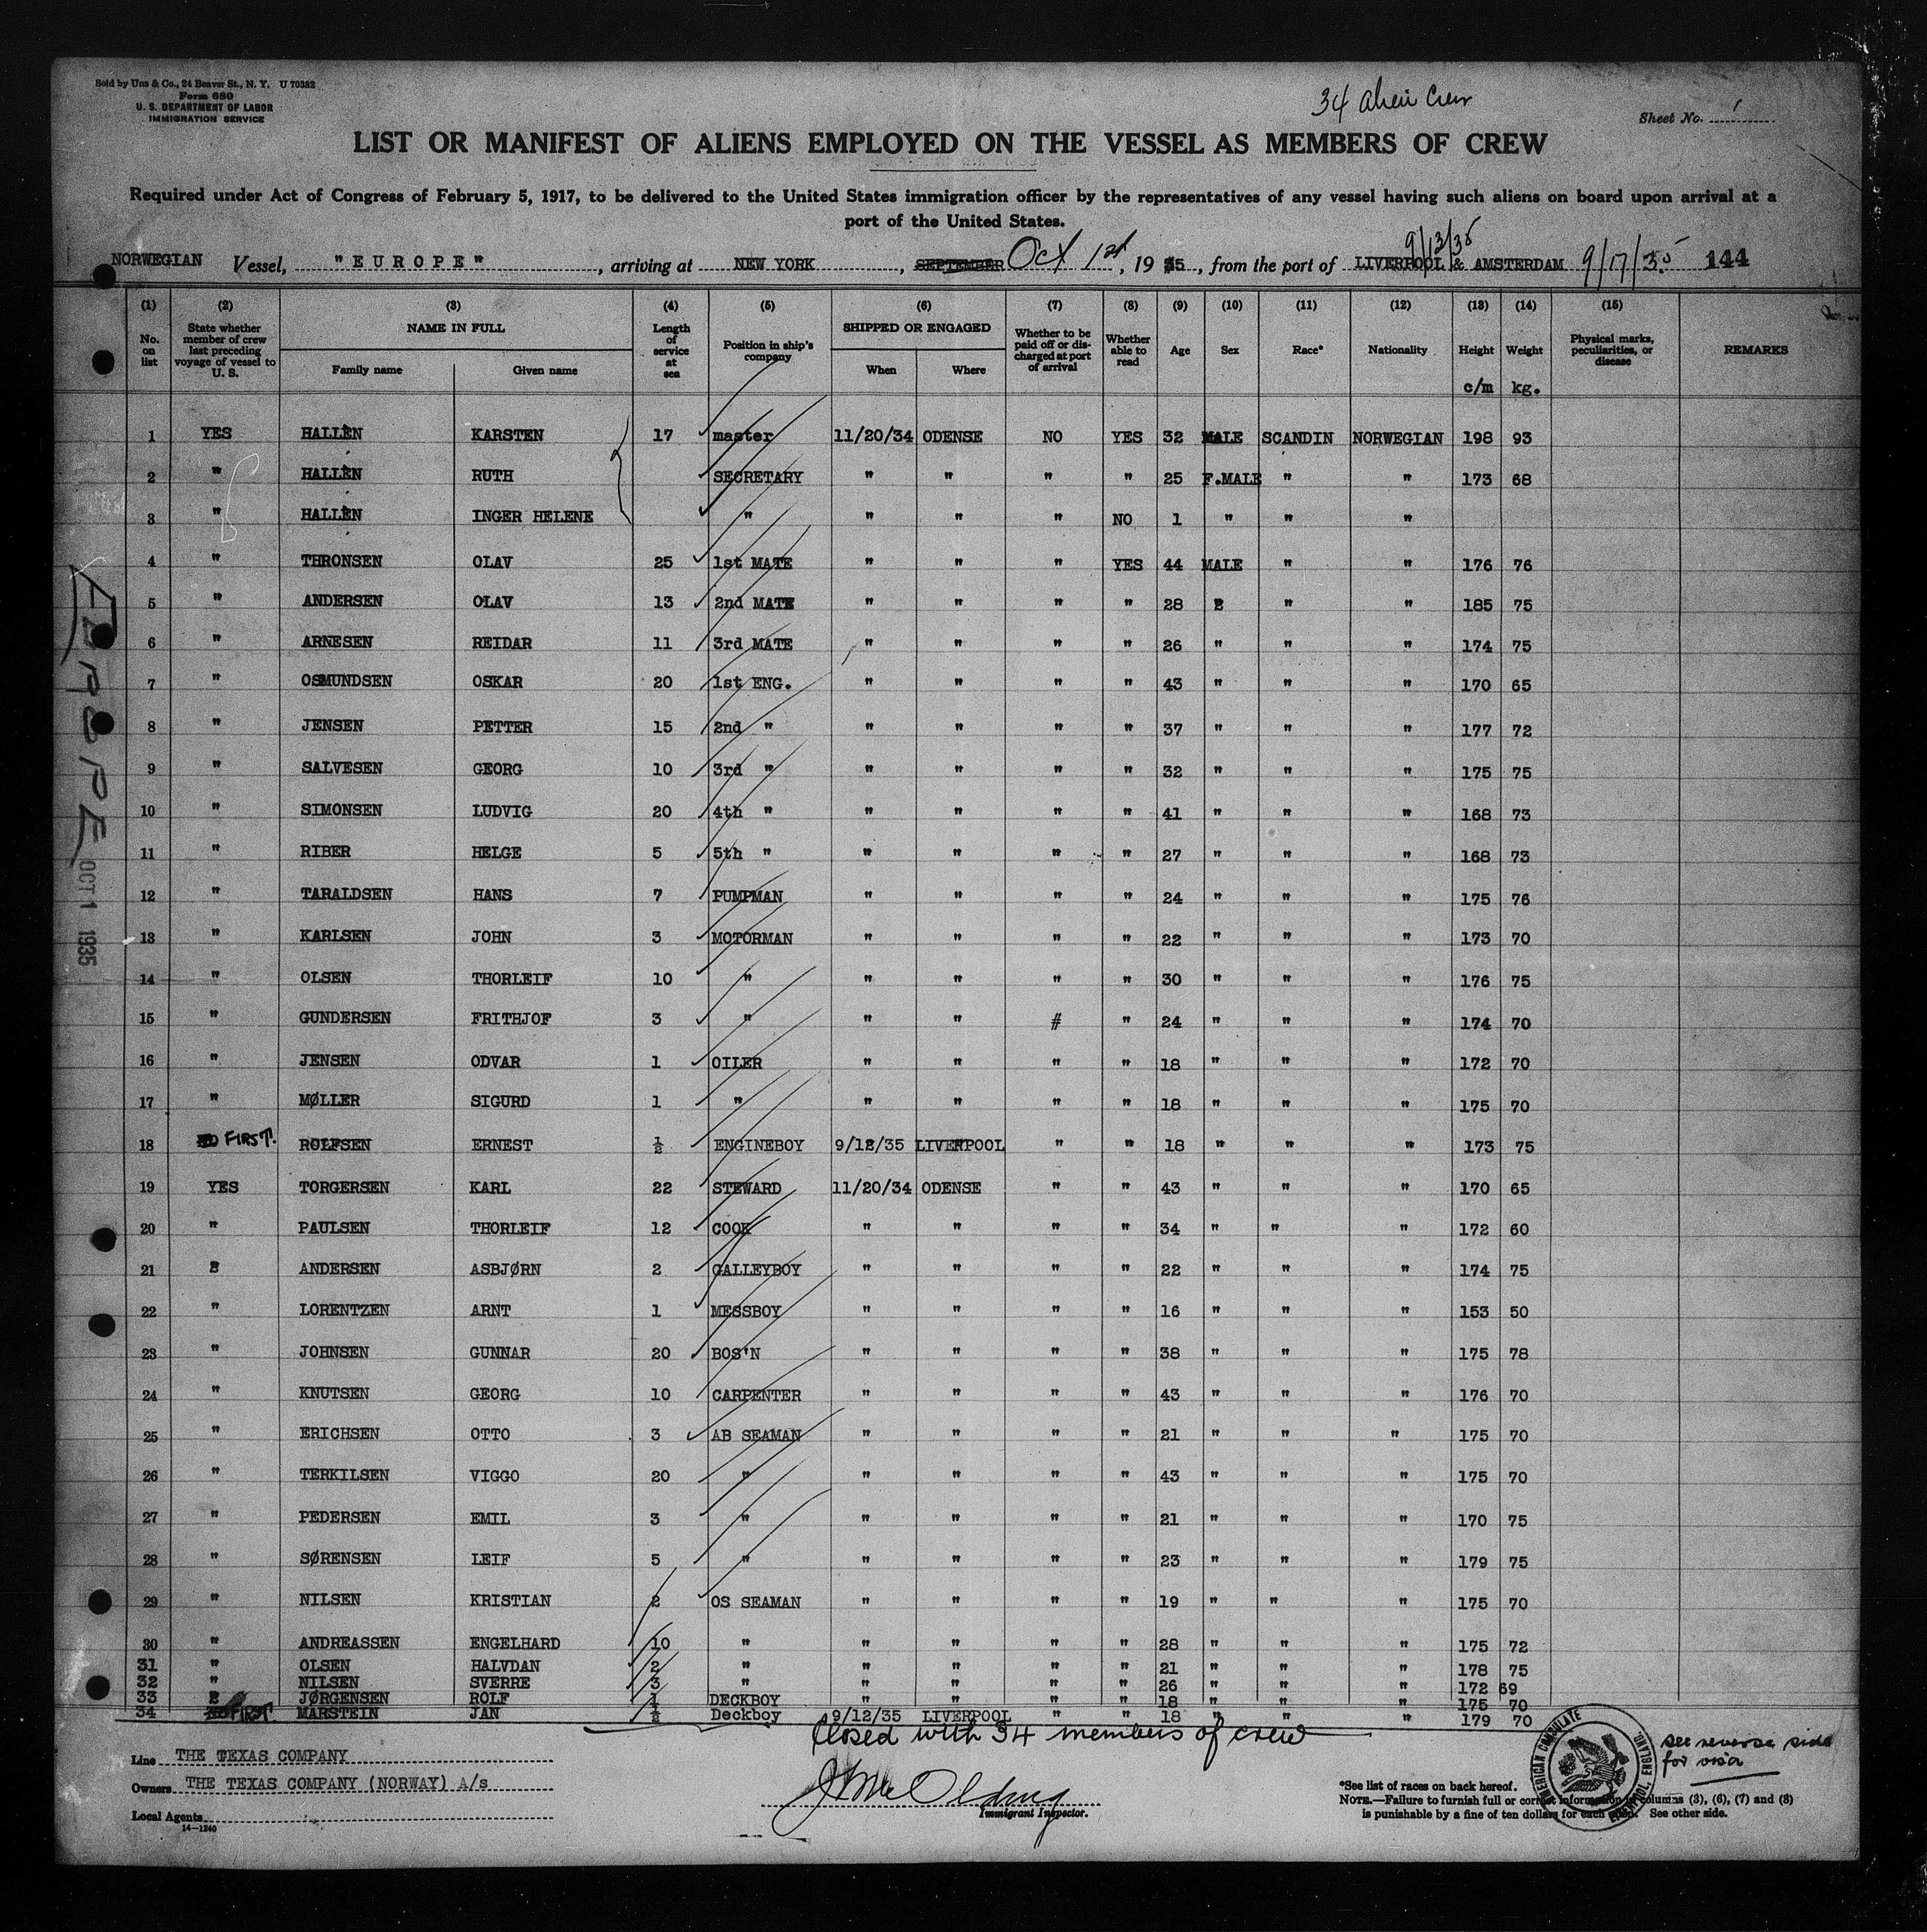 Sold by Unz & Co., 24 Beaver St., N. Y. U 70382
Form 680
U. S. DEPARTMENT OF LABOR
IMMIGRATION SERVICE
34 alien crew
Sheet No. 1
LIST OR MANIFEST OF ALIENS EMPLOYED ON THE VESSEL AS MEMBERS OF CREW
Required under Act of Congress of February 5, 1917, to be delivered to the United States immigration officer by the representatives of any vessel having such aliens on board upon arrival at a
port of the United States.
9/13/35
NORWEGIAN Vessel, "EUROPE", arriving at NEW YORK, SEPTEMBER Oct 1st, 1935, from the port of LIVERPOOL & AMSTERDAM 9/17/35 144
(1) (2) (3) (4) (5) (6) (7) (8) (9) (10) (11) (12) (13) (14) (15)
No. on list State whether member of crew last preceding voyage of vessel to U. S. NAME IN FULL Family name Given name Length of service at sea Position in ship's company SHIPPED OR ENGAGED When Where Whether to be paid off or discharged at port of arrival Whether able to read Age Sex Race* Nationality Height c/m Weight kg. Physical marks, peculiarities, or disease REMARKS
1 YES HALLÈN KARSTEN 17 master 11/20/34 ODENSE NO YES 32 MALE SCANDIN NORWEGIAN 198 93
2 " HALLÈN RUTH SECRETARY " " " " 25 F.MALE " " 173 68
3 " HALLÈN INGER HELENE " " " " NO 1 " " "
4 " THRONSEN OLAV 25 1st MATE " " " YES 44 MALE " " 176 76
5 " ANDERSEN OLAV 13 2nd MATE " " " " 28 " " " 185 75
6 " ARNESEN REIDAR 11 3rd MATE " " " " 26 " " " 174 75
7 " OSMUNDSEN OSKAR 20 1st ENG. " " " " 43 " " " 170 65
8 " JENSEN PETTER 15 2nd " " " " " 37 " " " 177 72
9 " SALVESEN GEORG 10 3rd " " " " " 32 " " " 175 75
10 " SIMONSEN LUDVIG 20 4th " " " " " 41 " " " 168 73
11 " RIBER HELGE 5 5th " " " " " 27 " " " 168 73
12 " TARALDSEN HANS 7 PUMPMAN " " " " 24 " " " 175 76
13 " KARLSEN JOHN 3 MOTORMAN " " " " 22 " " " 173 70
14 " OLSEN THORLEIF 10 " " " " " 30 " " " 176 75
15 " GUNDERSEN FRITHJOF 3 " " " # " 24 " " " 174 70
16 " JENSEN ODVAR 1 OILER " " " " 18 " " " 172 70
17 " MØLLER SIGURD 1 " " " " " 18 " " " 175 70
18 FIRST. ROLFSEN ERNEST ½ ENGINEBOY 9/12/35 LIVERPOOL " " 18 " " " 173 75
19 YES TORGERSEN KARL 22 STEWARD 11/20/34 ODENSE " " 43 " " " 170 65
20 " PAULSEN THORLEIF 12 COOK " " " " 34 " " " 172 60
21 " ANDERSEN ASBJØRN 2 GALLEYBOY " " " " 22 " " " 174 75
22 " LORENTZEN ARNT 1 MESSBOY " " " " 16 " " " 153 50
23 " JOHNSEN GUNNAR 20 BOS'N " " " " 38 " " " 175 78
24 " KNUTSEN GEORG 10 CARPENTER " " " " 43 " " " 176 70
25 " ERICHSEN OTTO 3 AB SEAMAN " " " " 21 " " " 175 70
26 " TERKILSEN VIGGO 20 " " " " " 43 " " " 175 70
27 " PEDERSEN EMIL 3 " " " " " 21 " " " 170 75
28 " SØRENSEN LEIF 5 " " " " " 23 " " " 179 75
29 " NILSEN KRISTIAN 2 OS SEAMAN " " " " 19 " " " 175 70
30 " ANDREASSEN ENGELHARD 10 " " " " " 28 " " " 175 72
31 " OLSEN HALVDAN 2 " " " " " 21 " " " 178 75
32 " NILSEN SVERRE 3 " " " " " 26 " " " 172 69
33 " JØRGENSEN ROLF 1 DECKBOY " " " " 18 " " " 175 70
34 FIRST. MARSTEIN JAN ½ Deckboy 9/12/35 LIVERPOOL " " 18 " " " 179 70
Closed with 34 members of crew
EUROPE
OCT 1 1935
Line THE TEXAS COMPANY
Owners THE TEXAS COMPANY (NORWAY) A/s
Local Agents
14—1240
Immigrant Inspector.
AMERICAN CONSULATE LIVERPOOL, ENGLAND.
see reverse side
for visa
*See list of races on back hereof.
NOTE.—Failure to furnish full or correct information in columns (3), (6), (7) and (8)
is punishable by a fine of ten dollars for each alien. See other side.